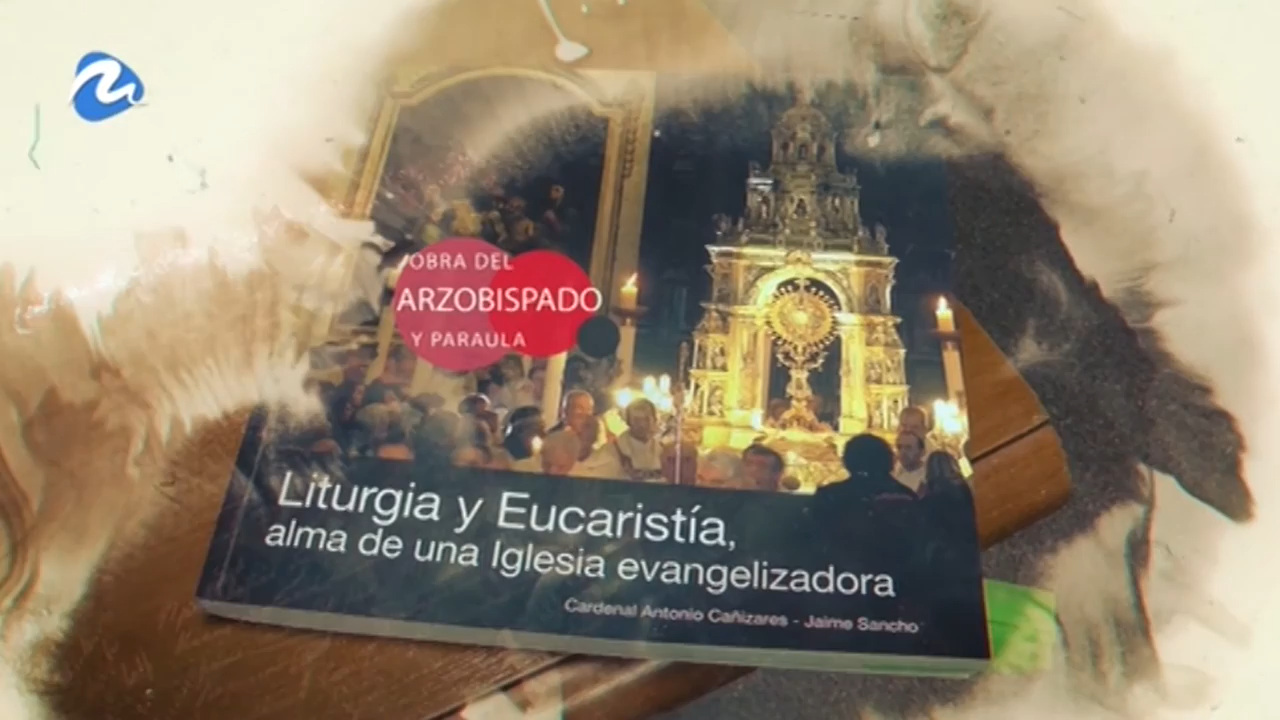 OBRA DEL
ARZOBISPADO
Y PARAULA
Liturgia y Eucaristía,
alma de una Iglesia evangelizadora
Cardenal Antonio Cañizares - Jaime Sancho